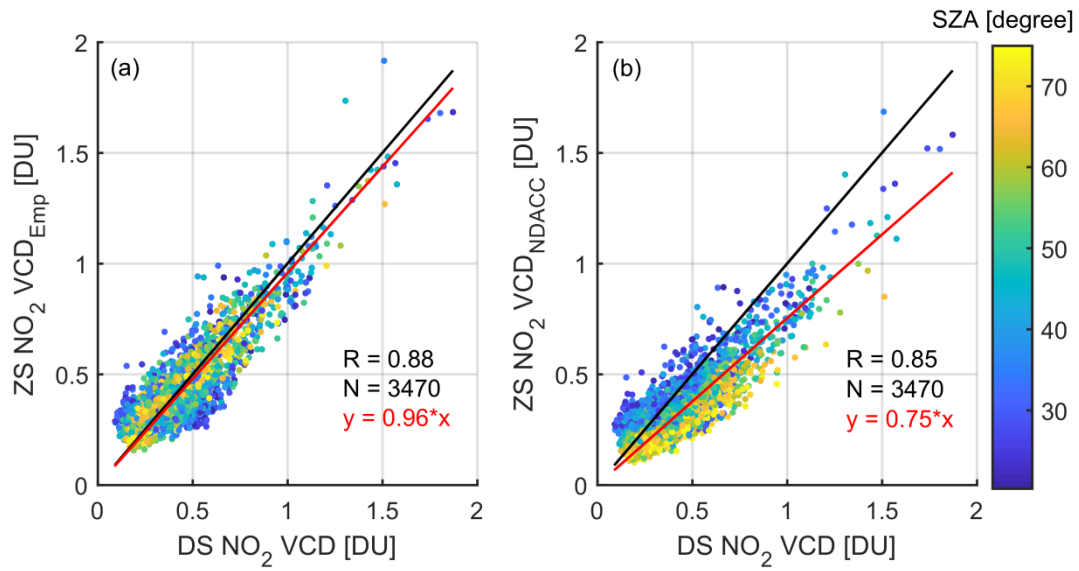 SZA [degree]
(a)
ZS NO2 VCDEmp [DU]
2
1.5
1
0.5
0
R = 0.88
N = 3470
y = 0.96*x
0
0.5
1
1.5
2
DS NO2 VCD [DU]
(b)
ZS NO2 VCDNDACC [DU]
2
1.5
1
0.5
0
R = 0.85
N = 3470
y = 0.75*x
0
0.5
1
1.5
2
DS NO2 VCD [DU]
70
60
50
40
30